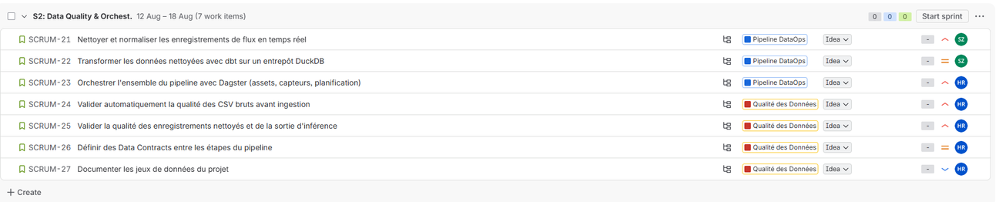 S2: Data Quality & Orchest. 12 Aug – 18 Aug (7 work items) 0 0 0 Start sprint ...
SCRUM-21 Nettoyer et normaliser les enregistrements de flux en temps réel Pipeline DataOps Idea - SZ
SCRUM-22 Transformer les données nettoyées avec dbt sur un entrepôt DuckDB Pipeline DataOps Idea - SZ
SCRUM-23 Orchestrer l'ensemble du pipeline avec Dagster (assets, capteurs, planification) Pipeline DataOps Idea - HR
SCRUM-24 Valider automatiquement la qualité des CSV bruts avant ingestion Qualité des Données Idea - HR
SCRUM-25 Valider la qualité des enregistrements nettoyés et de la sortie d'inférence Qualité des Données Idea - HR
SCRUM-26 Définir des Data Contracts entre les étapes du pipeline Qualité des Données Idea - HR
SCRUM-27 Documenter les jeux de données du projet Qualité des Données Idea - HR
+ Create